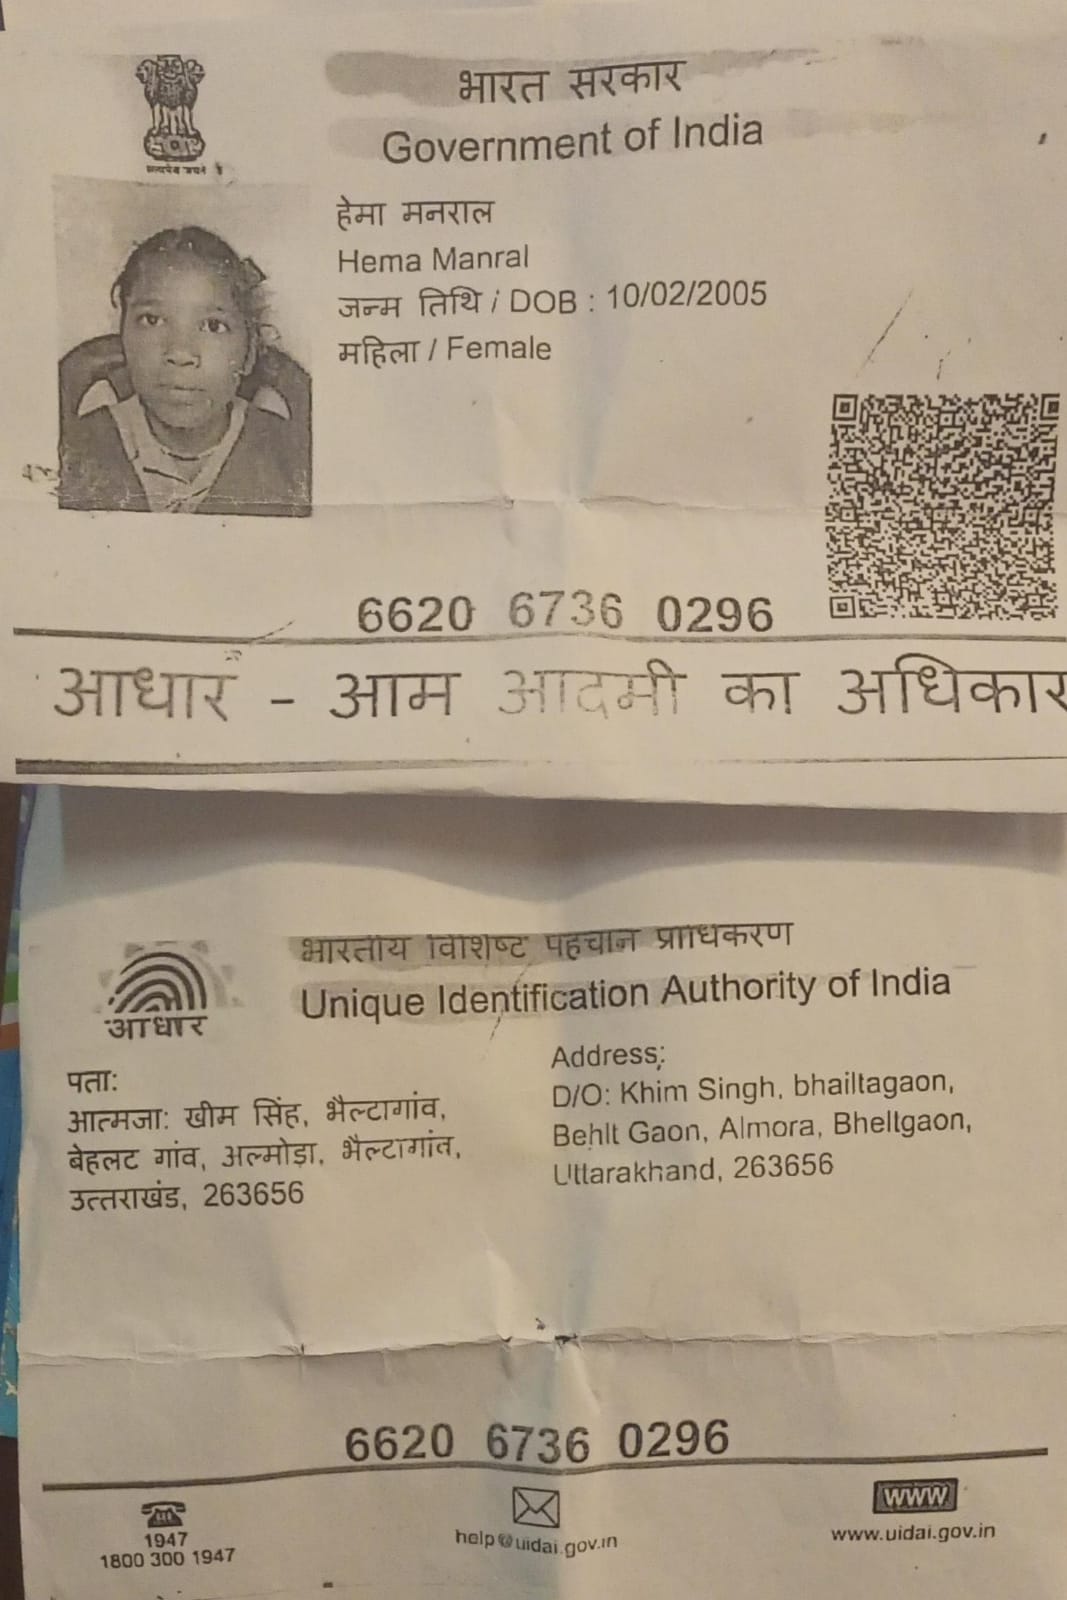 सत्यमेव जयते
भारत सरकार
Government of India
हेमा मनराल
Hema Manral
जन्म तिथि / DOB : 10/02/2005
महिला / Female
6620 6736 0296
आधार - आम आदमी का अधिकार
भारतीय विशिष्ट पहचान प्राधिकरण
Unique Identification Authority of India
आधार
पता:
आत्मजा: खीम सिंह, भैल्टागांव,
बेहलट गांव, अल्मोड़ा, भैल्टागांव,
उत्तराखंड, 263656
Address:
D/O: Khim Singh, bhailtagaon,
Behlt Gaon, Almora, Bheltgaon,
Uttarakhand, 263656
6620 6736 0296
1947
1800 300 1947
help@uidai.gov.in
www
www.uidai.gov.in